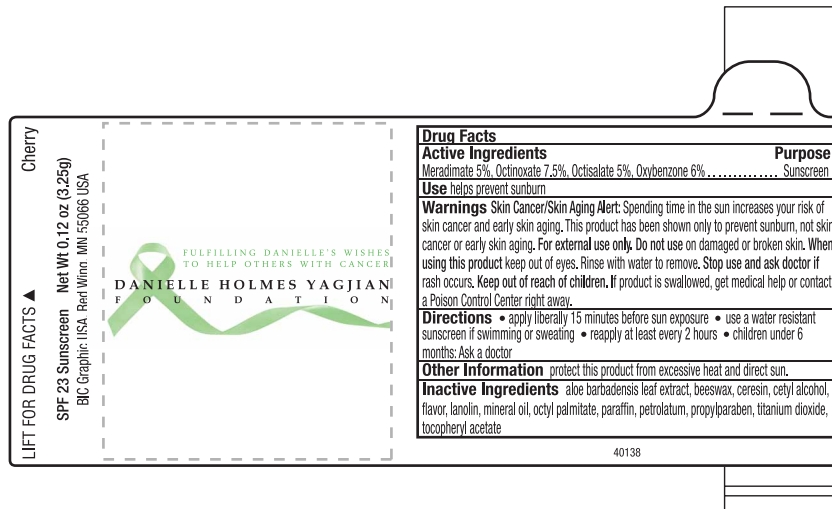 LIFT FOR DRUG FACTS ▲ Cherry
SPF 23 Sunscreen Net Wt 0.12 oz (3.25g)
BIC Graphic USA Red Wing MN 55066 USA
FULFILLING DANIELLE'S WISHES
TO HELP OTHERS WITH CANCER
DANIELLE HOLMES YAGJIAN
FOUNDATION
Drug Facts
Active Ingredients Purpose
Meradimate 5%, Octinoxate 7.5%, Octisalate 5%, Oxybenzone 6% .............. Sunscreen
Use helps prevent sunburn
Warnings Skin Cancer/Skin Aging Alert: Spending time in the sun increases your risk of
skin cancer and early skin aging. This product has been shown only to prevent sunburn, not skin
cancer or early skin aging. For external use only. Do not use on damaged or broken skin. When
using this product keep out of eyes. Rinse with water to remove. Stop use and ask doctor if
rash occurs. Keep out of reach of children. If product is swallowed, get medical help or contact
a Poison Control Center right away.
Directions • apply liberally 15 minutes before sun exposure • use a water resistant
sunscreen if swimming or sweating • reapply at least every 2 hours • children under 6
months: Ask a doctor
Other Information protect this product from excessive heat and direct sun.
Inactive Ingredients aloe barbadensis leaf extract, beeswax, ceresin, cetyl alcohol,
flavor, lanolin, mineral oil, octyl palmitate, paraffin, petrolatum, propylparaben, titanium dioxide,
tocopheryl acetate
40138